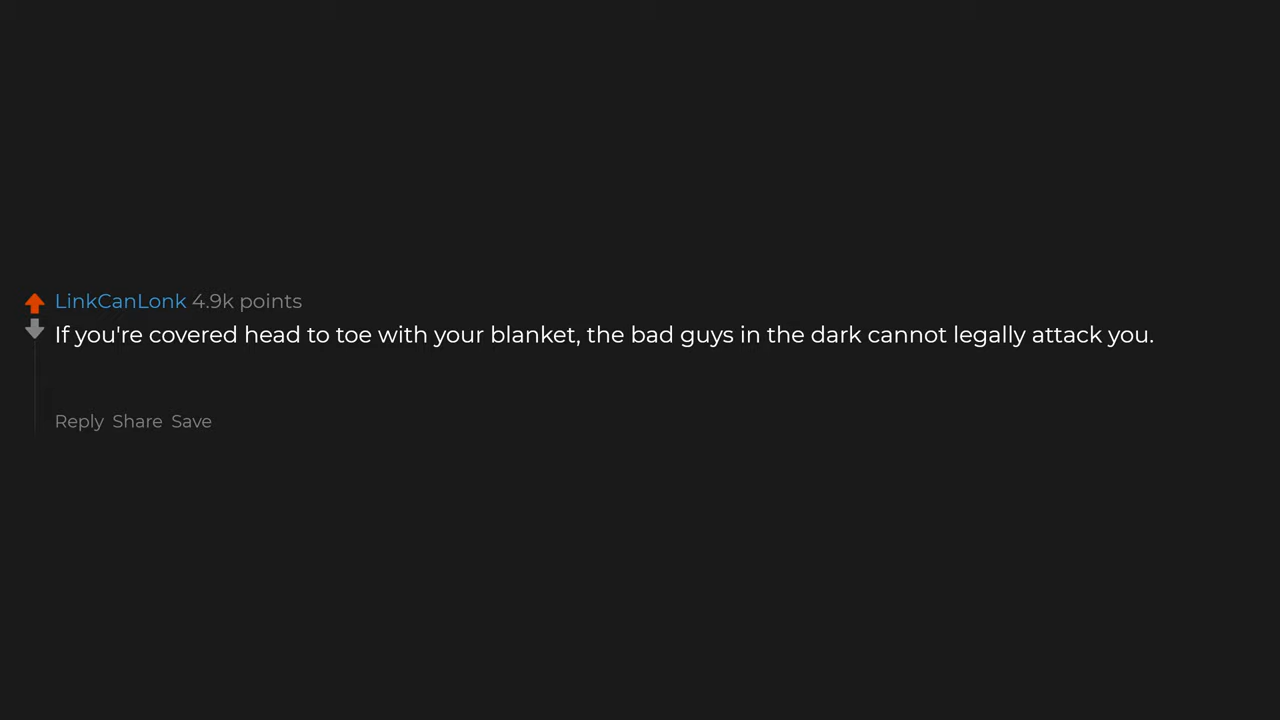 LinkCanLonk 4.9k points
If you're covered head to toe with your blanket, the bad guys in the dark cannot legally attack you.
Reply Share Save